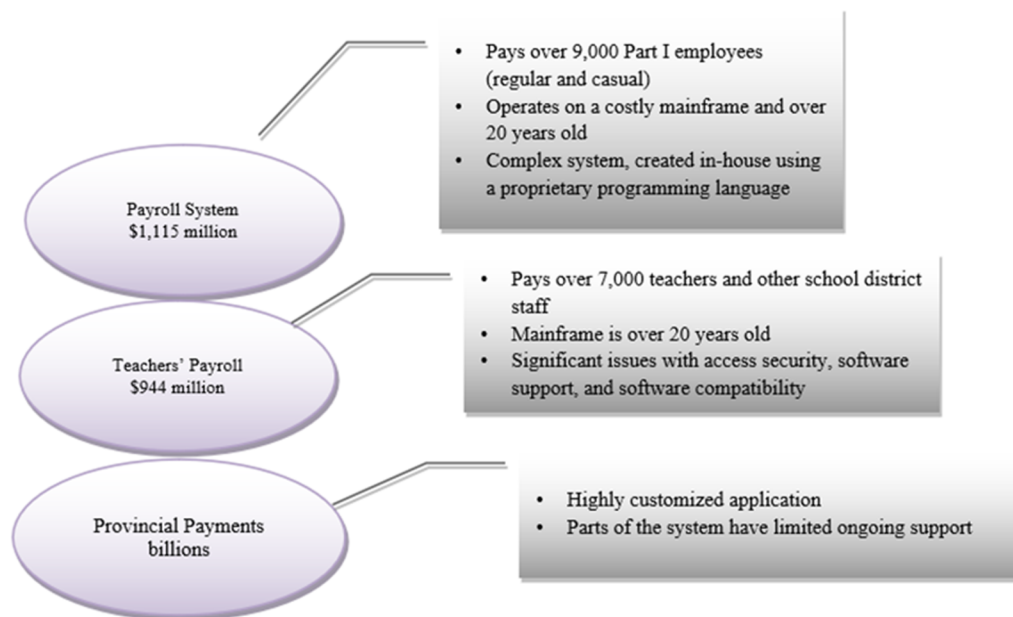 • Pays over 9,000 Part I employees
(regular and casual)
• Operates on a costly mainframe and over
20 years old
• Complex system, created in-house using
a proprietary programming language
Payroll System
$1,115 million
• Pays over 7,000 teachers and other school district
staff
• Mainframe is over 20 years old
• Significant issues with access security, software
support, and software compatibility
Teachers’ Payroll
$944 million
• Highly customized application
• Parts of the system have limited ongoing support
Provincial Payments
billions